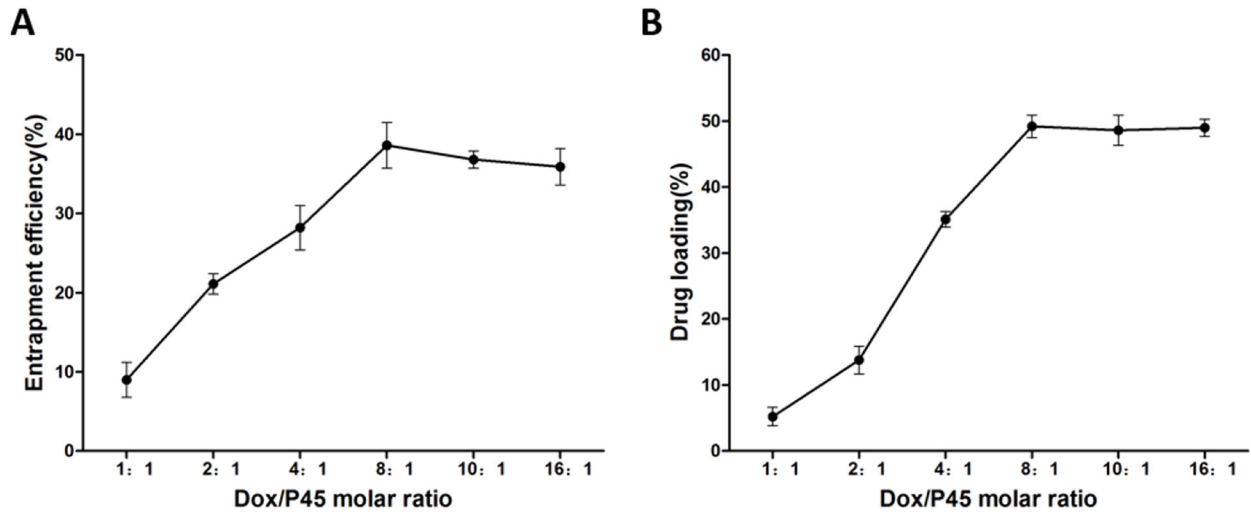 A
B
Entrapment efficiency(%)
50
40
30
20
10
0
1：1 2：1 4：1 8：1 10：1 16：1
Dox/P45 molar ratio
Drug loading(%)
60
50
40
30
20
10
0
1：1 2：1 4：1 8：1 10：1 16：1
Dox/P45 molar ratio